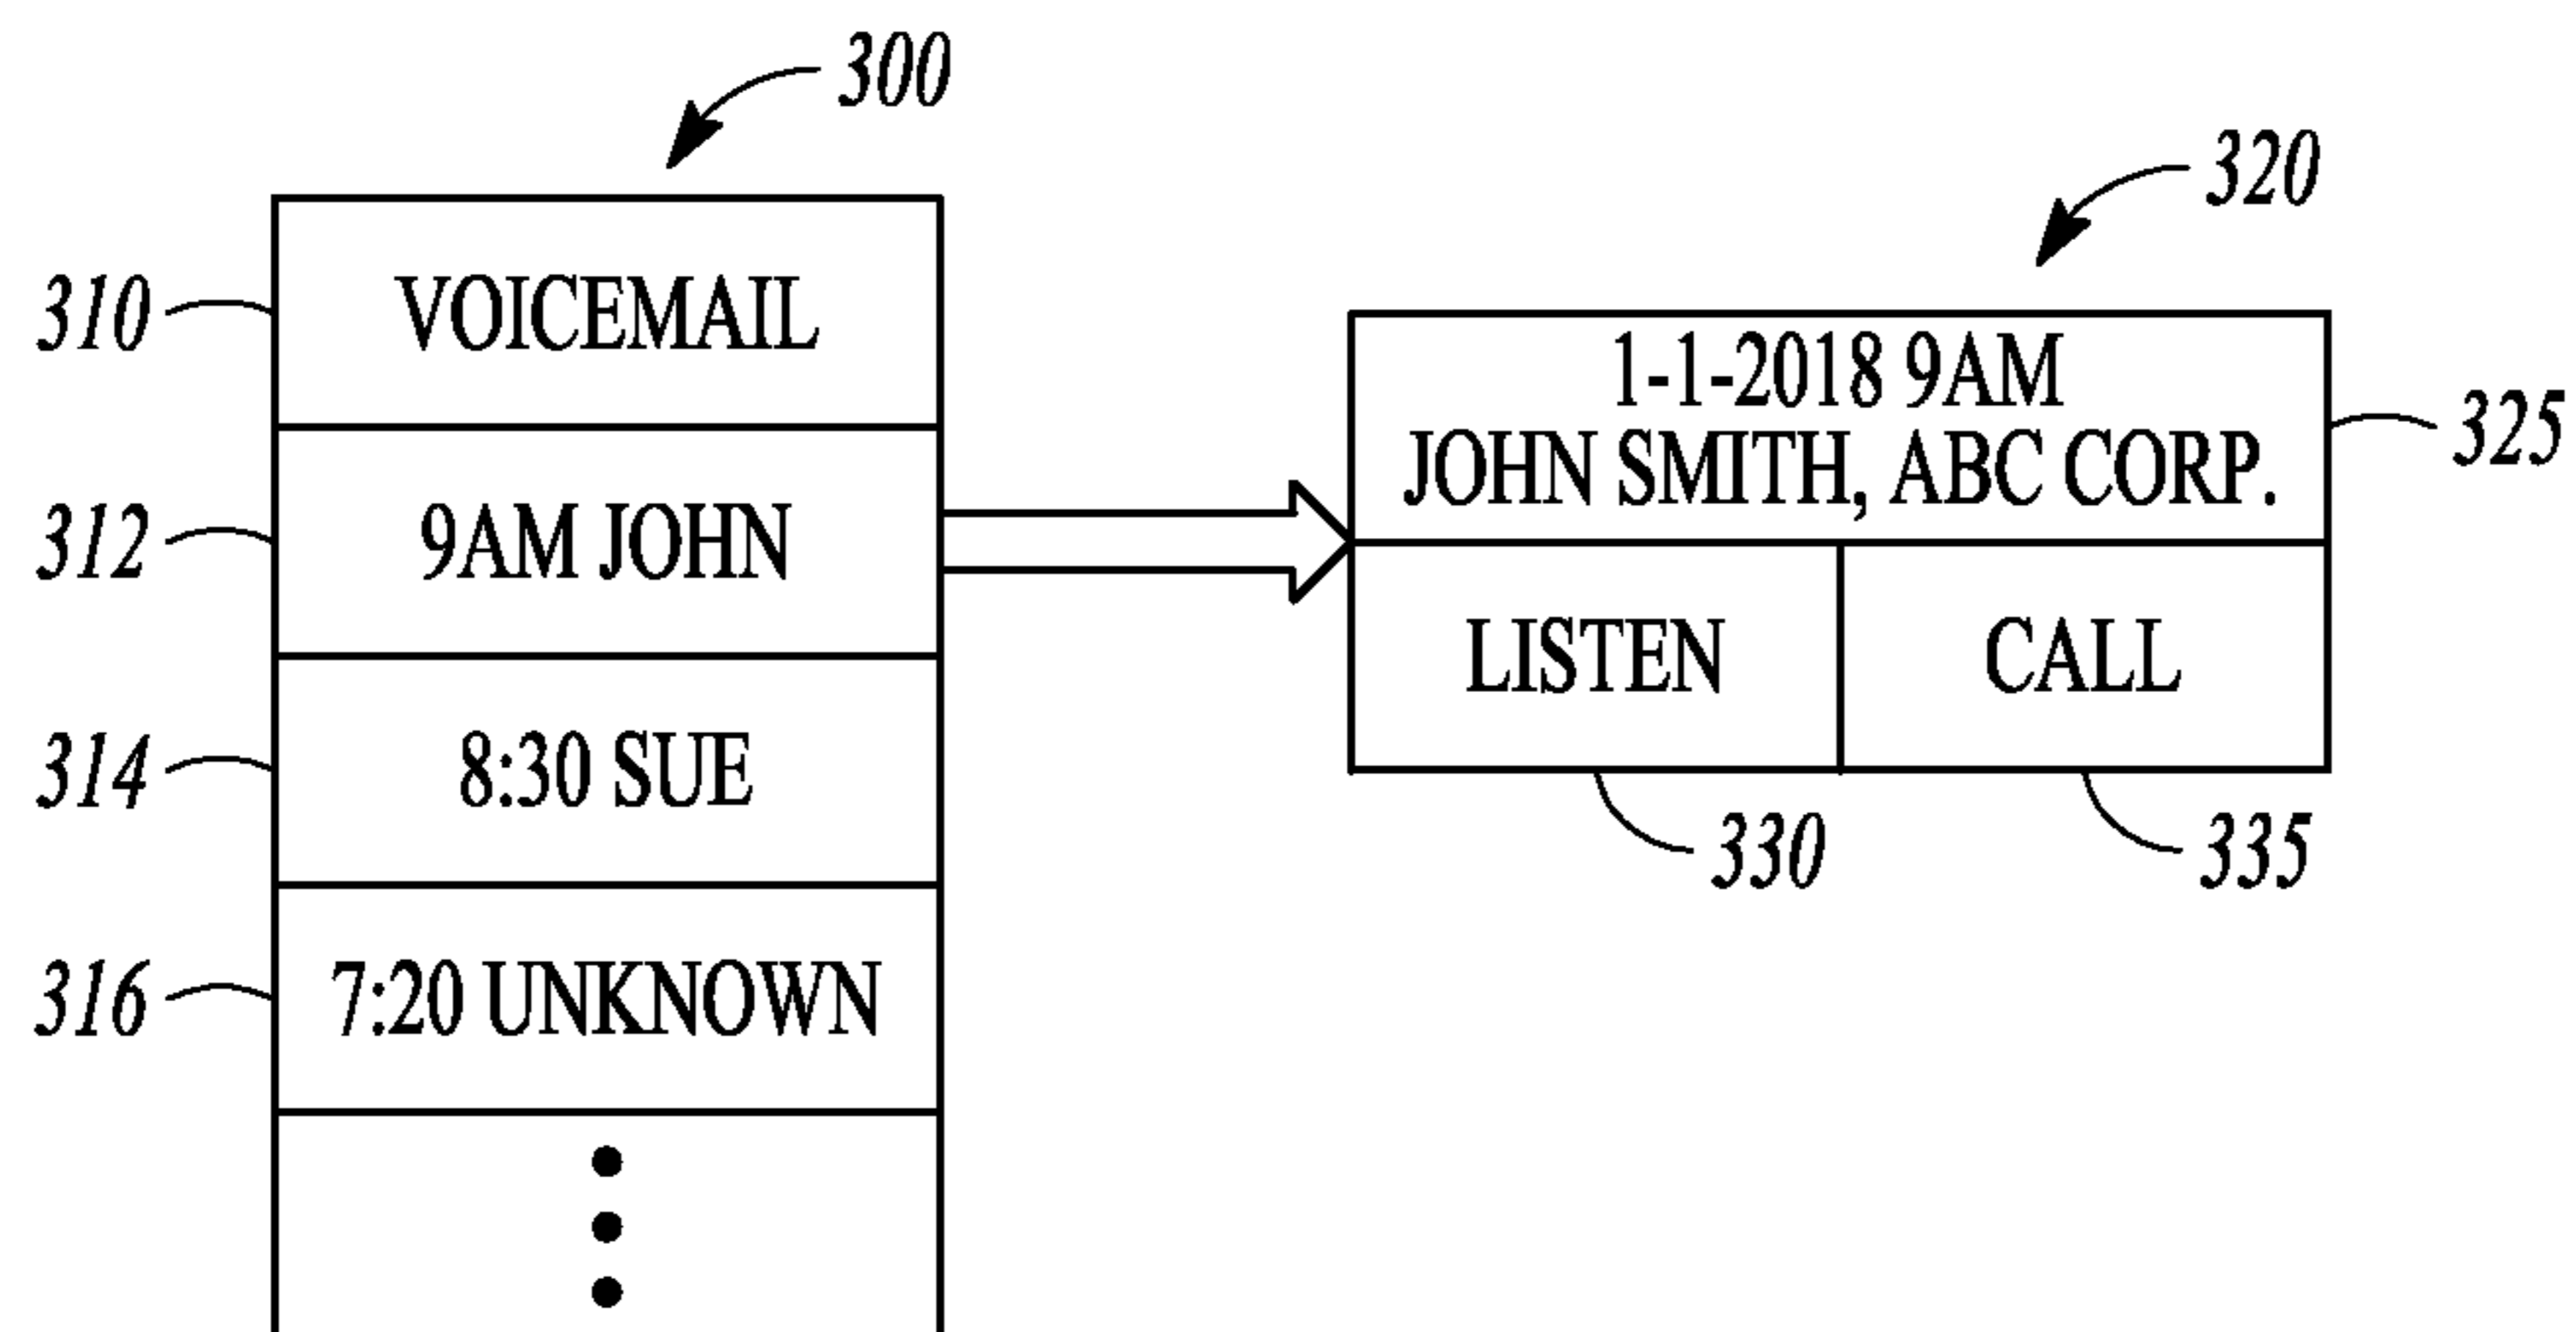 300
320
310
VOICEMAIL
1-1-2018 9AM
JOHN SMITH, ABC CORP.
325
312
9AM JOHN
LISTEN
CALL
314
8:30 SUE
330
335
316
7:20 UNKNOWN